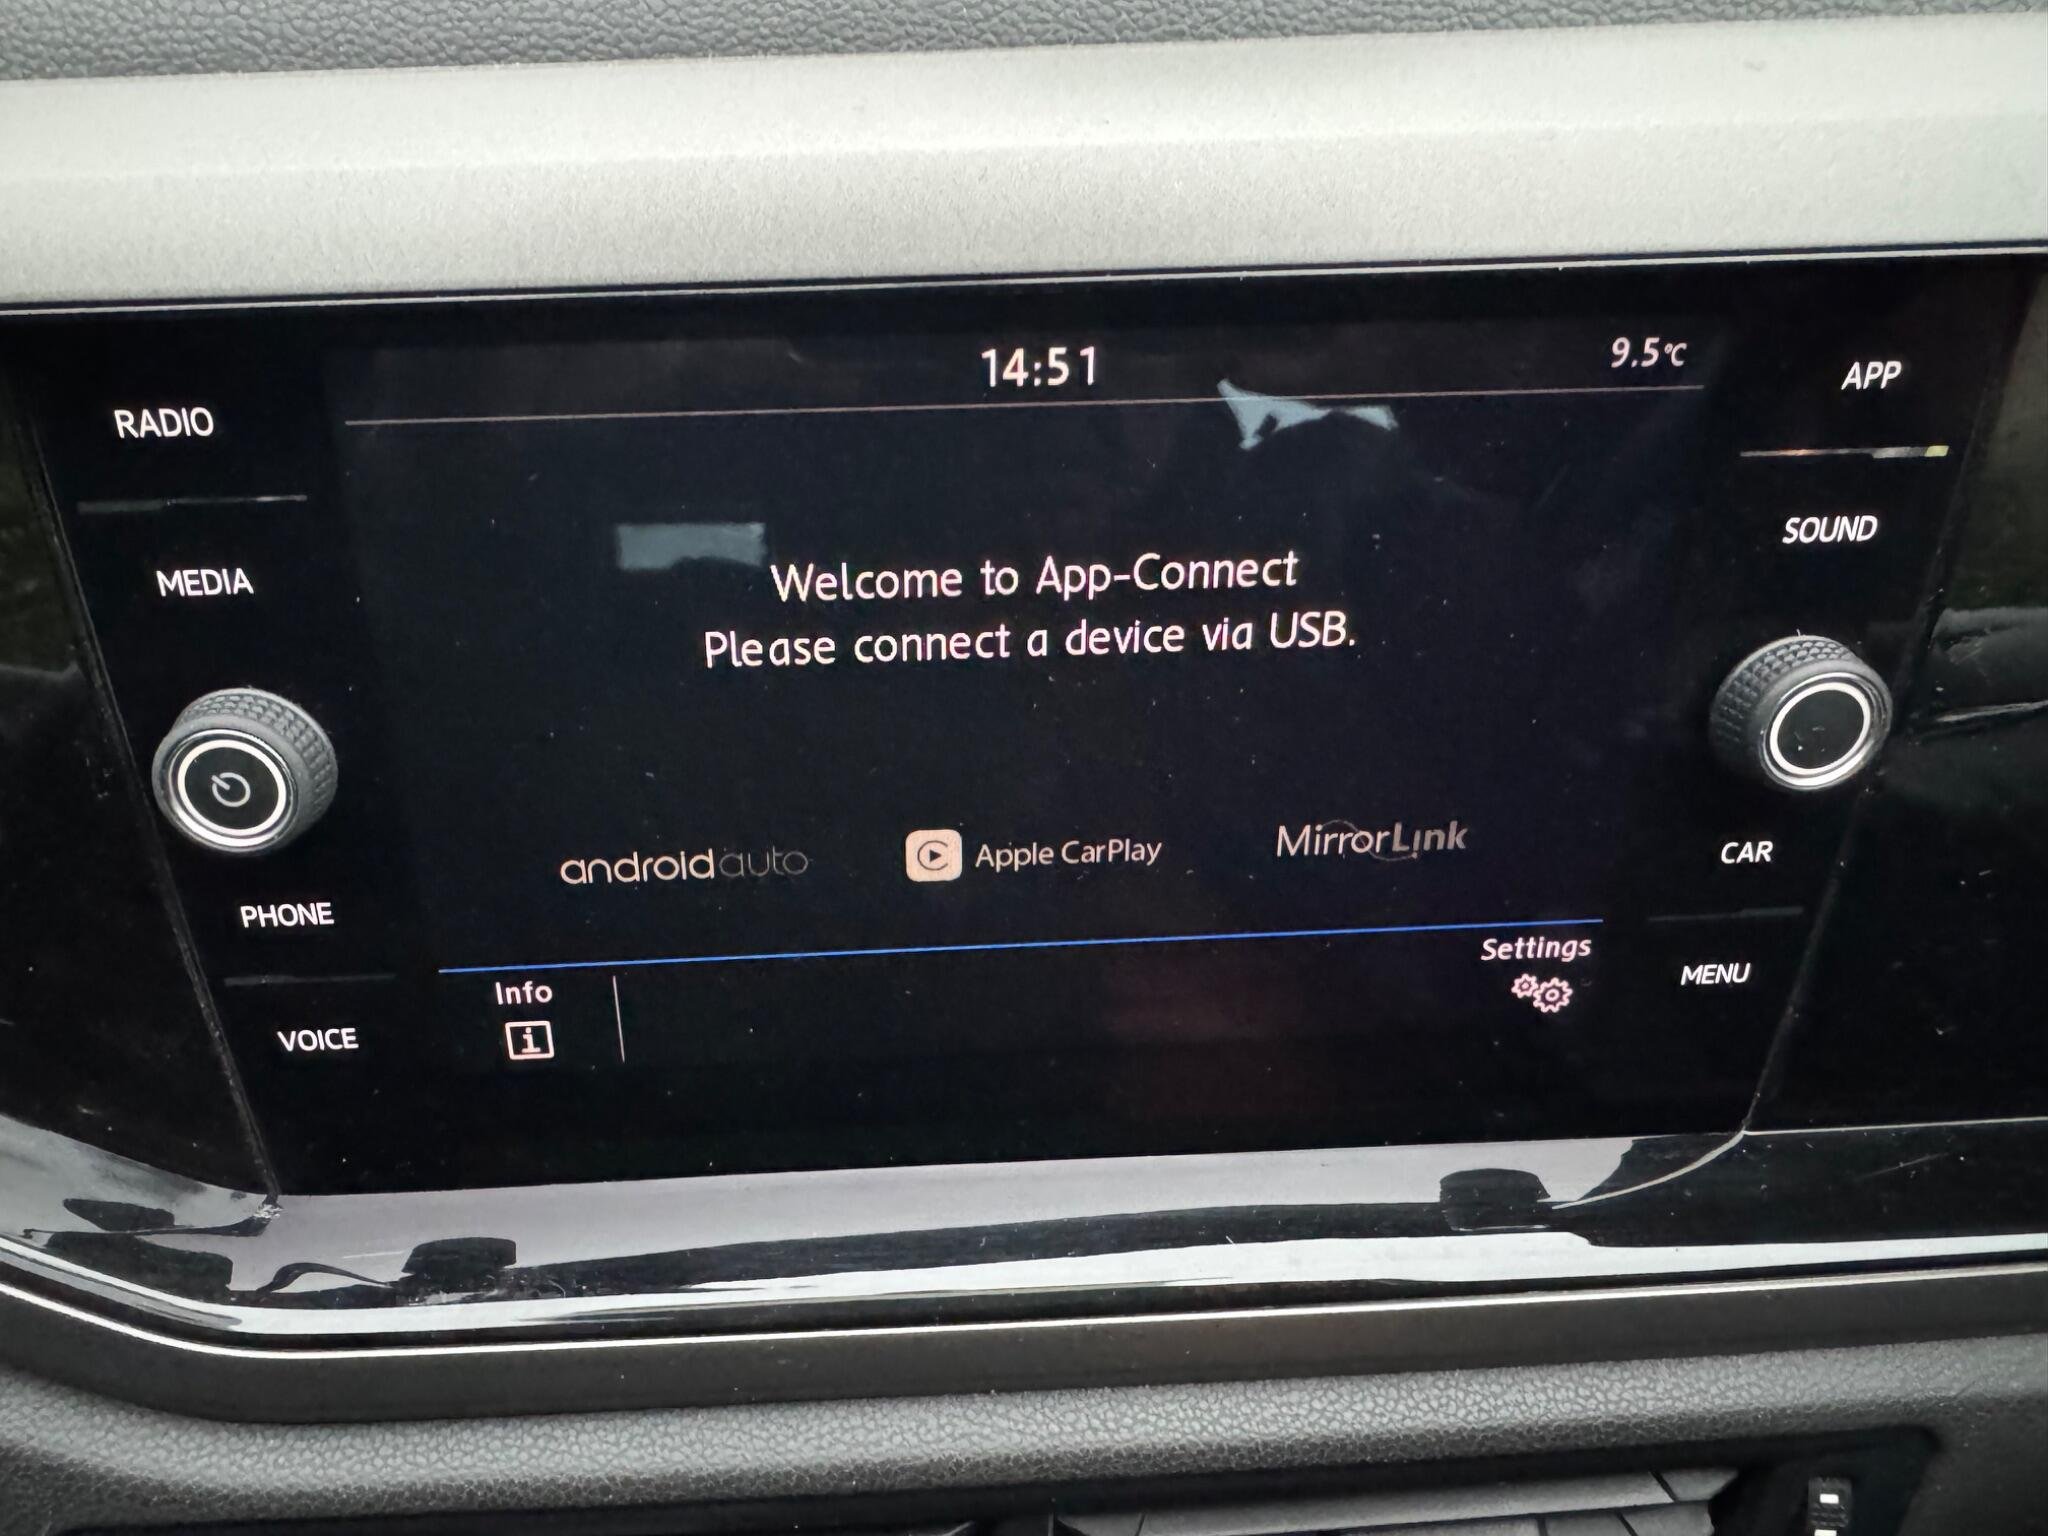 14:51
9.5°C
RADIO
MEDIA
PHONE
VOICE
Welcome to App-Connect
Please connect a device via USB.
androidauto
Apple CarPlay
MirrorLink
Info
i
Settings
APP
SOUND
CAR
MENU